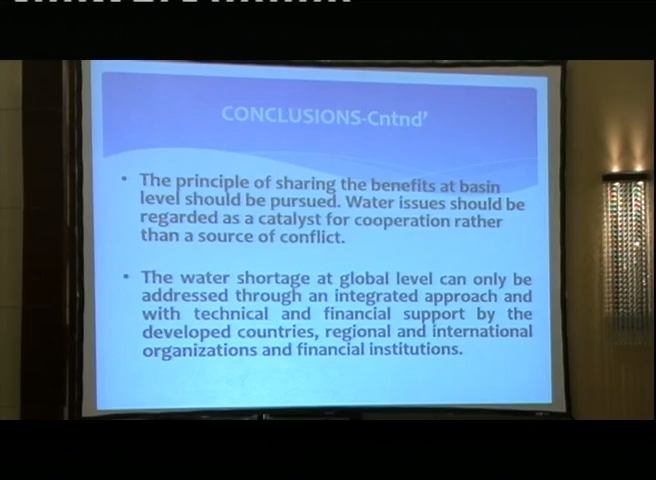 CONCLUSIONS-Cntnd'
• The principle of sharing the benefits at basin
level should be pursued. Water issues should be
regarded as a catalyst for cooperation rather
than a source of conflict.
• The water shortage at global level can only be
addressed through an integrated approach and
with technical and financial support by the
developed countries, regional and international
organizations and financial institutions.